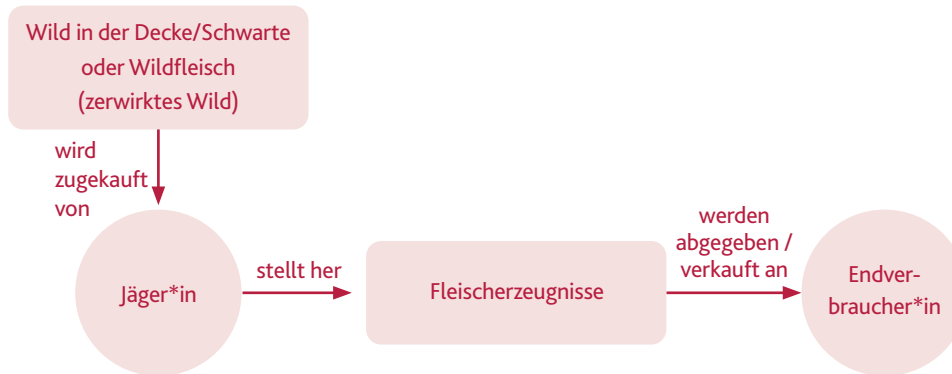 Wild in der Decke/Schwarte
oder Wildfleisch
(zerwirktes Wild)
wird
zugekauft
von
Jäger*in
stellt her
Fleischerzeugnisse
werden
abgegeben /
verkauft an
Endver-
braucher*in